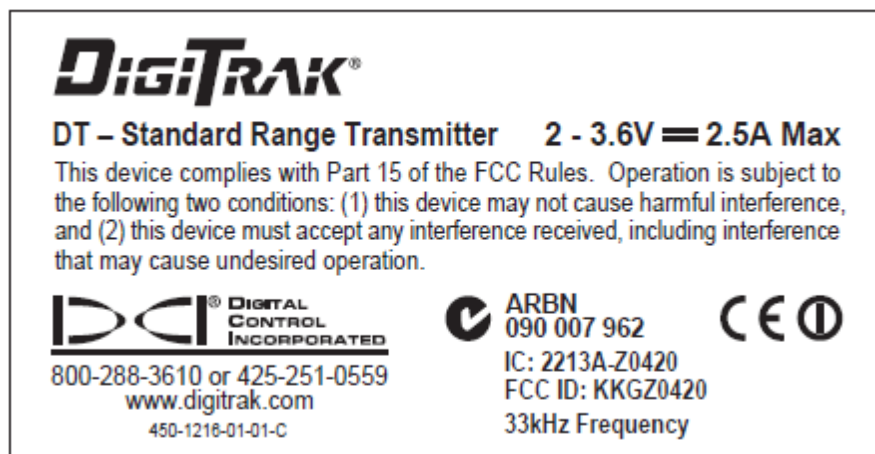 DIGITRAK®
DT – Standard Range Transmitter 2 - 3.6V 2.5A Max
This device complies with Part 15 of the FCC Rules. Operation is subject to
the following two conditions: (1) this device may not cause harmful interference,
and (2) this device must accept any interference received, including interference
that may cause undesired operation.
DCI® DIGITAL
CONTROL
INCORPORATED
800-288-3610 or 425-251-0559
www.digitrak.com
450-1216-01-01-C
ARBN
090 007 962
IC: 2213A-Z0420
FCC ID: KKGZ0420
33kHz Frequency
CE